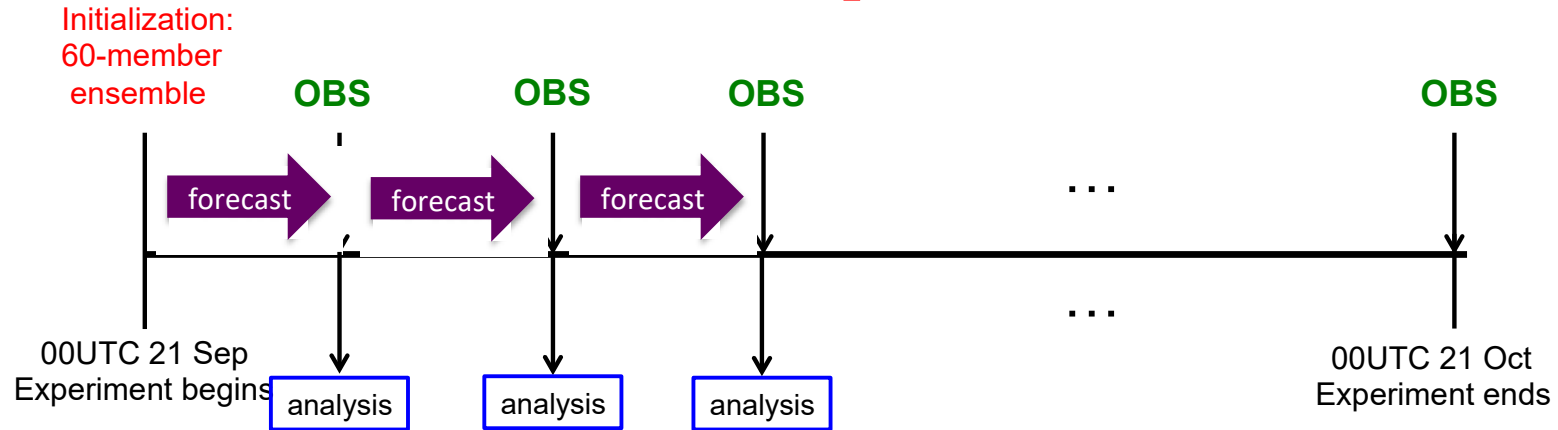 Initialization:
60-member
ensemble
OBS
OBS
OBS
OBS
forecast
forecast
forecast
...
...
00UTC 21 Sep
Experiment begins
analysis
analysis
analysis
00UTC 21 Oct
Experiment ends